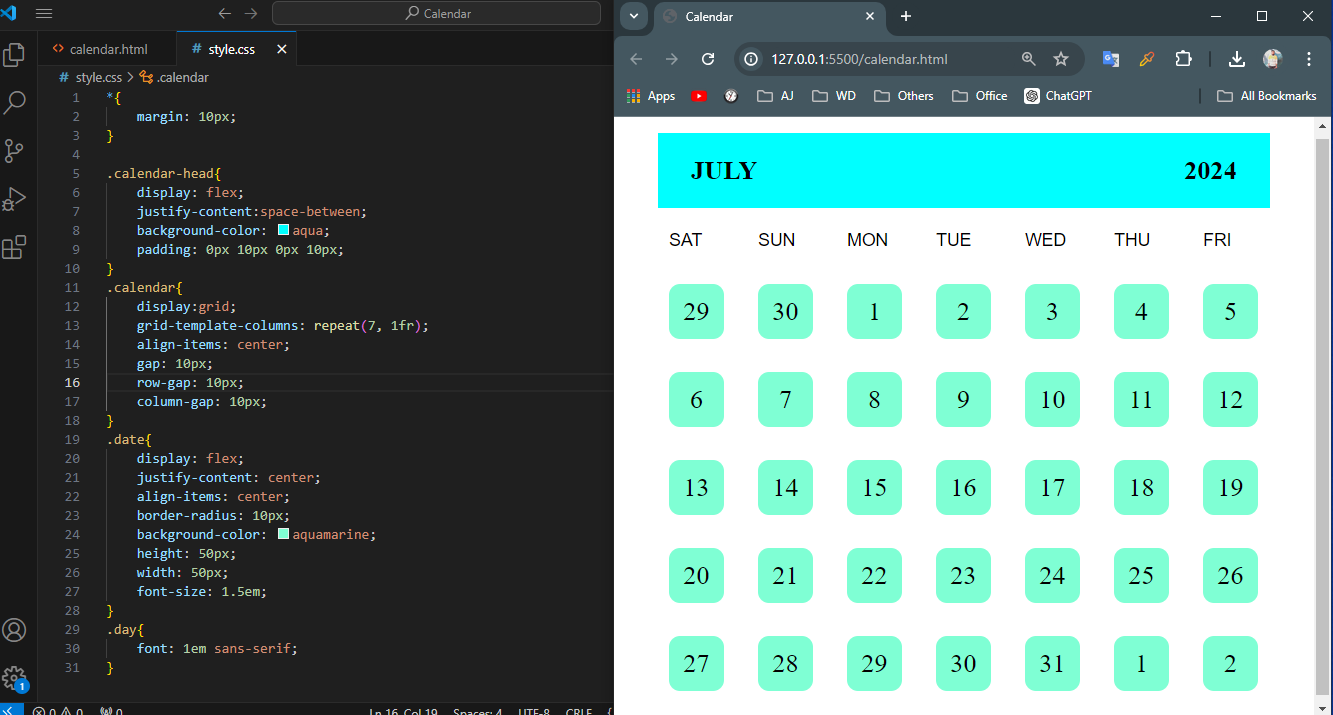 Calendar
calendar.html
# style.css
# style.css > .calendar
1 *{
2 margin: 10px;
3 }
4
5 .calendar-head{
6 display: flex;
7 justify-content:space-between;
8 background-color: aqua;
9 padding: 0px 10px 0px 10px;
10 }
11 .calendar{
12 display:grid;
13 grid-template-columns: repeat(7, 1fr);
14 align-items: center;
15 gap: 10px;
16 row-gap: 10px;
17 column-gap: 10px;
18 }
19 .date{
20 display: flex;
21 justify-content: center;
22 align-items: center;
23 border-radius: 10px;
24 background-color: aquamarine;
25 height: 50px;
26 width: 50px;
27 font-size: 1.5em;
28 }
29 .day{
30 font: 1em sans-serif;
31 }
1
0 0 0 Ln 16, Col 19 Spaces: 4 UTF-8 CRLF {
Calendar
127.0.0.1:5500/calendar.html
Apps AJ WD Others Office ChatGPT All Bookmarks
JULY 2024
SAT SUN MON TUE WED THU FRI
29 30 1 2 3 4 5
6 7 8 9 10 11 12
13 14 15 16 17 18 19
20 21 22 23 24 25 26
27 28 29 30 31 1 2